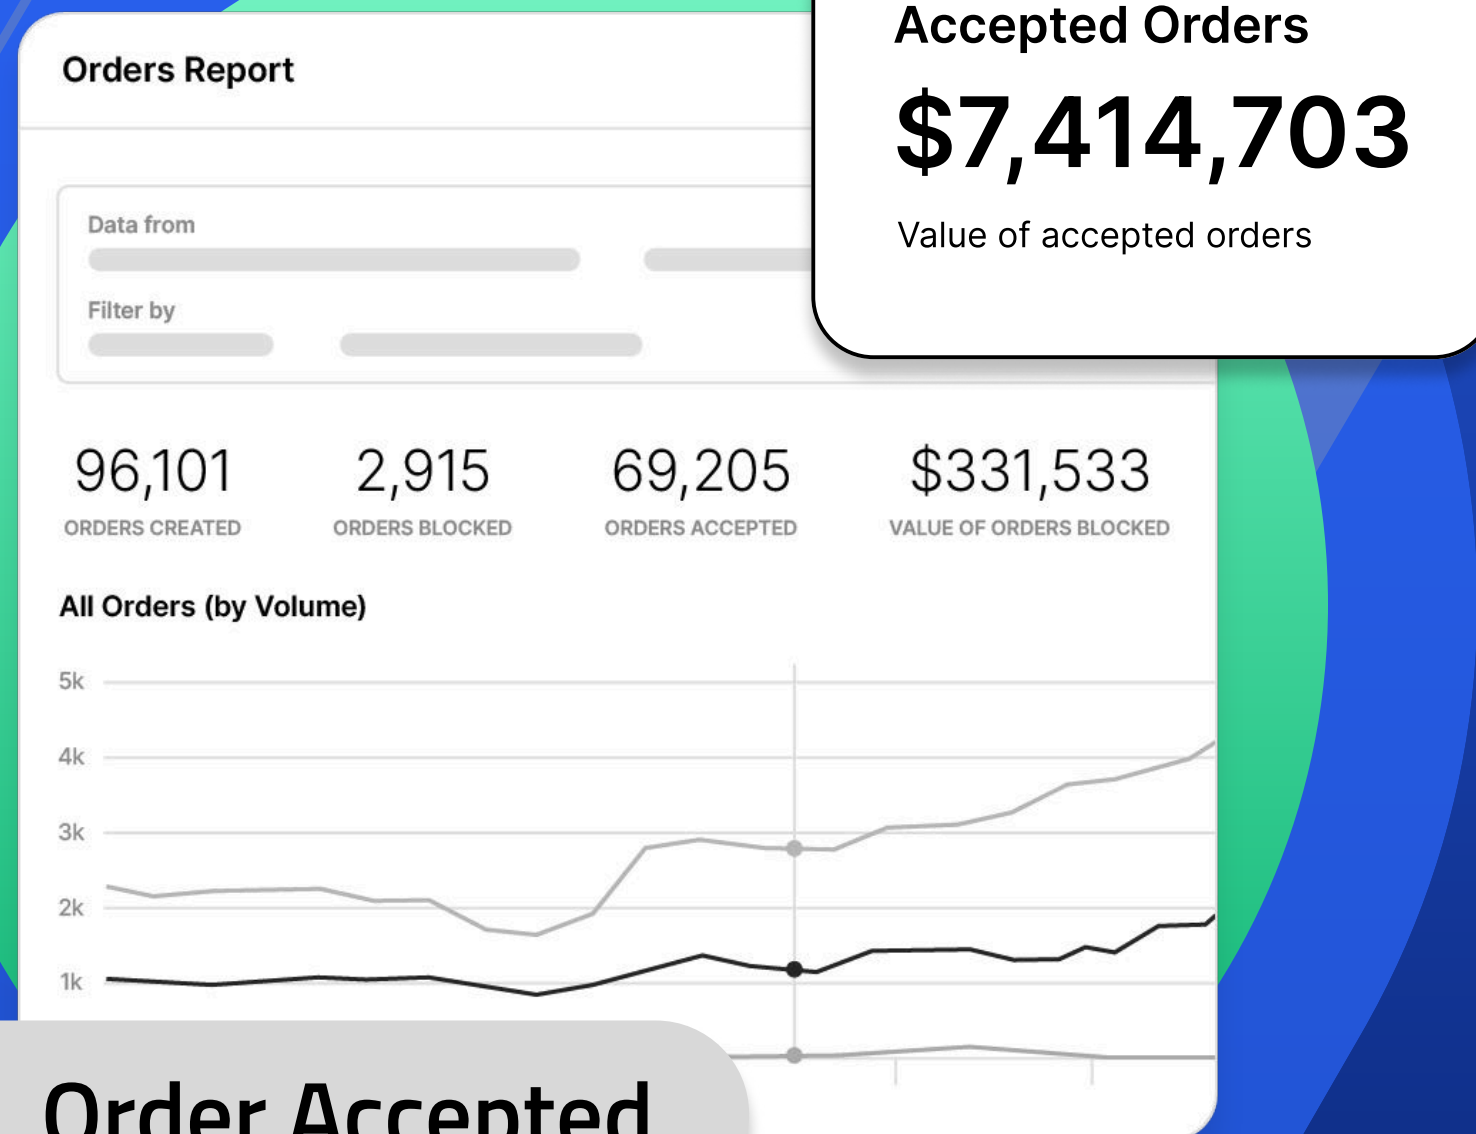 Accepted Orders
$7,414,703
Value of accepted orders
Orders Report
Data from
Filter by
96,101
ORDERS CREATED
2,915
ORDERS BLOCKED
69,205
ORDERS ACCEPTED
$331,533
VALUE OF ORDERS BLOCKED
All Orders (by Volume)
5k
4k
3k
2k
1k
Order Accepted